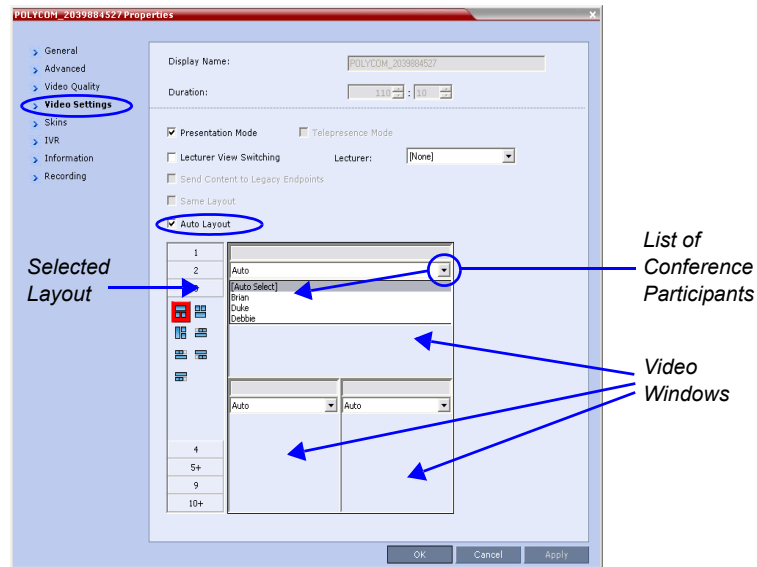 POLYCOM_2039884527 Properties
x
General
Advanced
Video Quality
Video Settings
Skins
IVR
Information
Recording
Display Name:
POLYCOM_2039884527
Duration:
110 : 10
Presentation Mode
Telepresence Mode
Lecturer View Switching
Lecturer:
[None]
Send Content to Legacy Endpoints
Same Layout
Auto Layout
1
2
Auto
[Auto Select]
Brian
Duke
Debbie
Auto
Auto
4
5+
9
10+
OK
Cancel
Apply
Selected
Layout
List of
Conference
Participants
Video
Windows